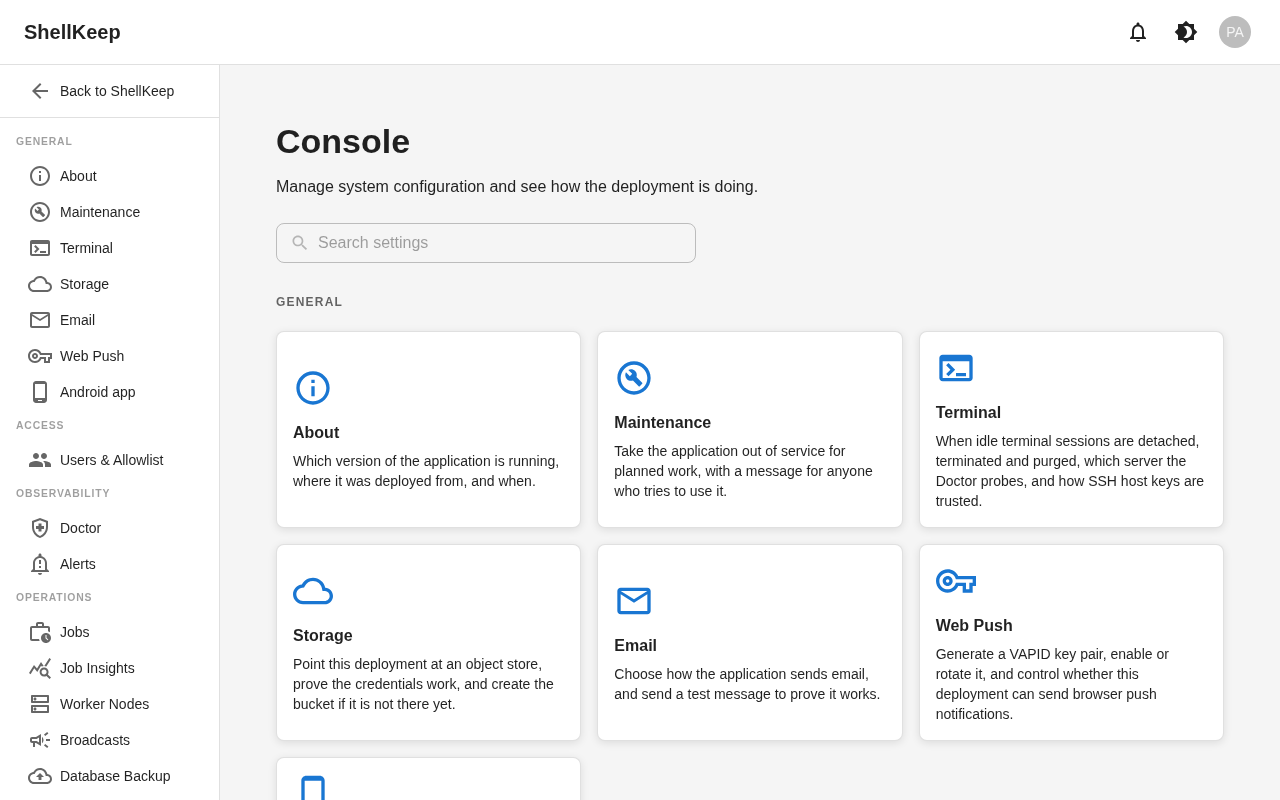 ShellKeep
PA
Back to ShellKeep
GENERAL
About
Maintenance
Terminal
Storage
Email
Web Push
Android app
ACCESS
Users & Allowlist
OBSERVABILITY
Doctor
Alerts
OPERATIONS
Jobs
Job Insights
Worker Nodes
Broadcasts
Database Backup
Console
Manage system configuration and see how the deployment is doing.
Search settings
GENERAL
About
Which version of the application is running,
where it was deployed from, and when.
Maintenance
Take the application out of service for
planned work, with a message for anyone
who tries to use it.
Terminal
When idle terminal sessions are detached,
terminated and purged, which server the
Doctor probes, and how SSH host keys are
trusted.
Storage
Point this deployment at an object store,
prove the credentials work, and create the
bucket if it is not there yet.
Email
Choose how the application sends email,
and send a test message to prove it works.
Web Push
Generate a VAPID key pair, enable or
rotate it, and control whether this
deployment can send browser push
notifications.